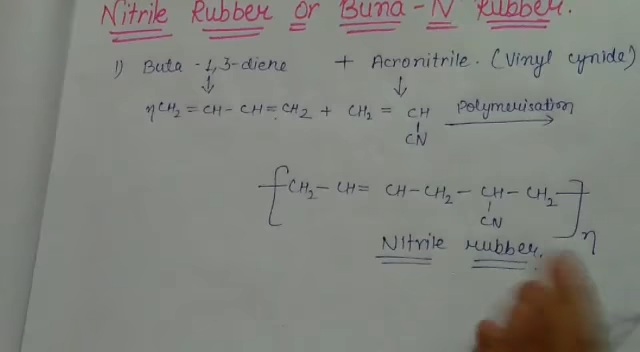 Nitrile Rubber or Buna-N Rubber.
1) Buta -1,3-diene + Acronitrile. (Vinyl cynide)
nCH2 = CH - CH = CH2 + CH2 = CH Polymerisation
CN
[CH2 - CH = CH - CH2 - CH - CH2]n
CN
Nitrile rubber.